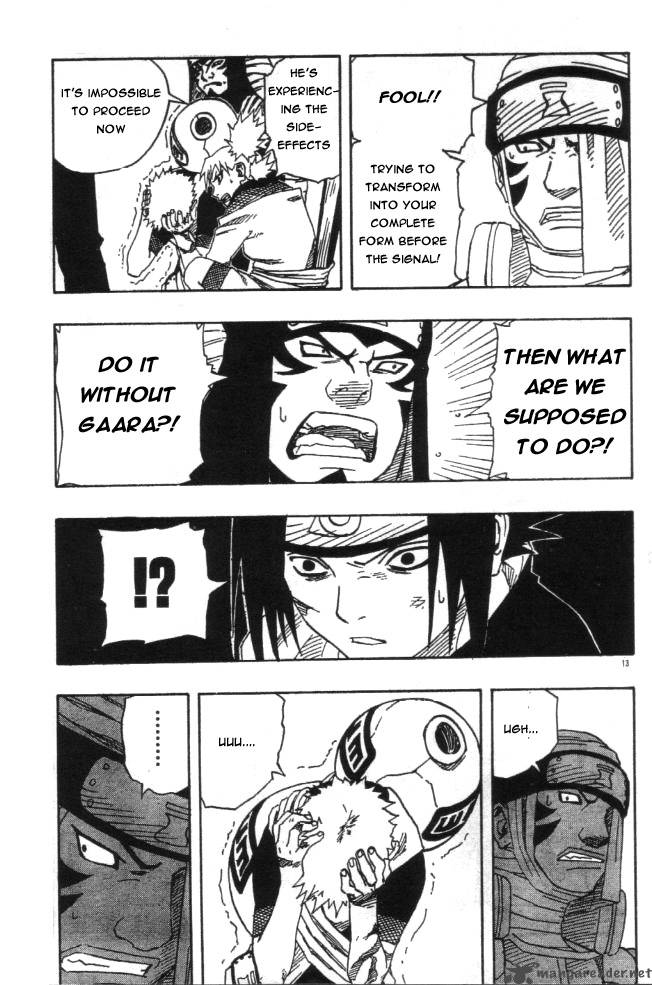 FOOL!!
TRYING TO
TRANSFORM
INTO YOUR
COMPLETE
FORM BEFORE
THE SIGNAL!
HE'S
EXPERIENC-
ING THE
SIDE-
EFFECTS
IT'S IMPOSSIBLE
TO PROCEED
NOW
THEN WHAT
ARE WE
SUPPOSED
TO DO?!
DO IT
WITHOUT
GAARA?!
!?
13
UGH...
UUU....
.........
mangareader.net